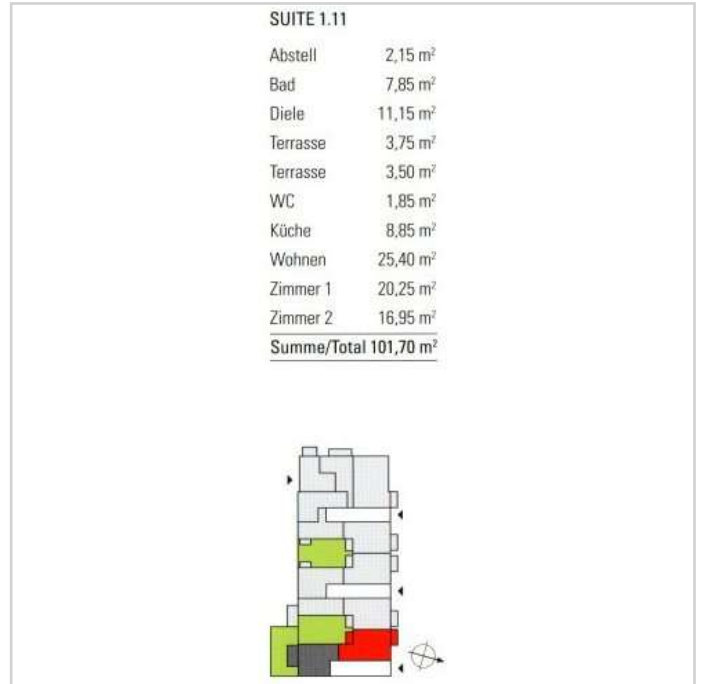 SUITE 1.11
Abstell 2,15 m²
Bad 7,85 m²
Diele 11,15 m²
Terrasse 3,75 m²
Terrasse 3,50 m²
WC 1,85 m²
Küche 8,85 m²
Wohnen 25,40 m²
Zimmer 1 20,25 m²
Zimmer 2 16,95 m²
Summe/Total 101,70 m²